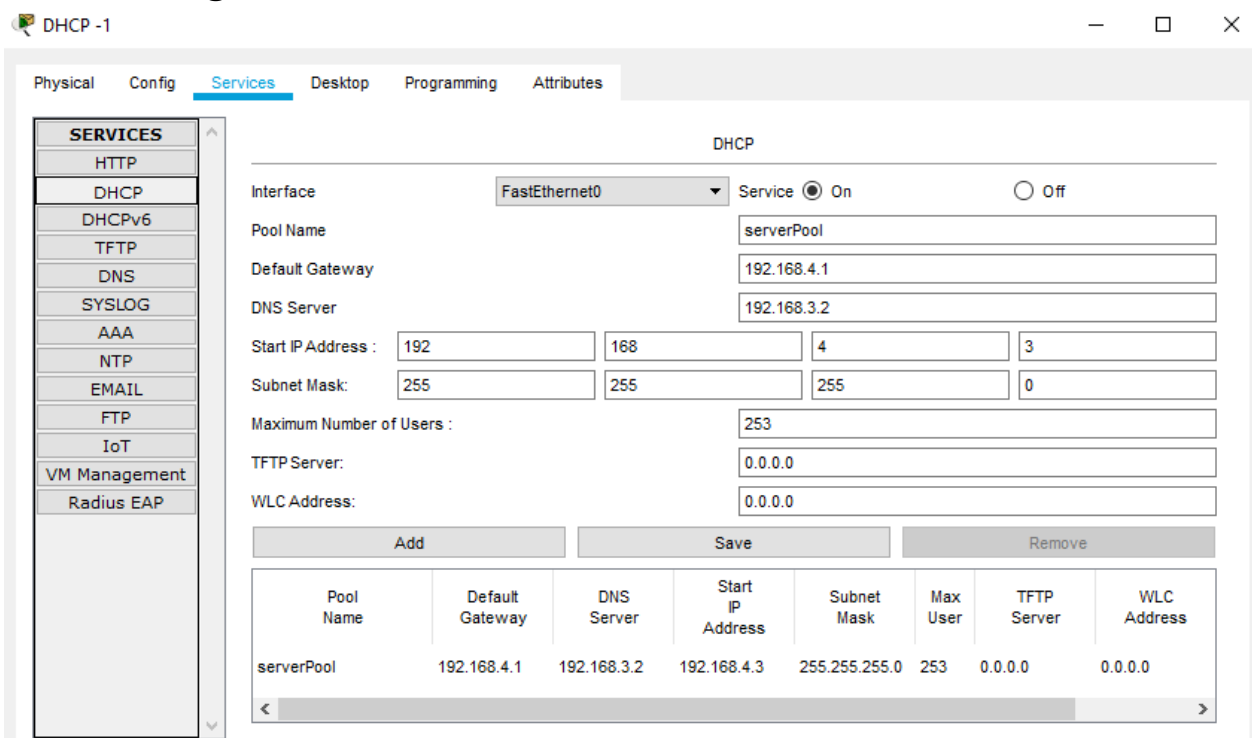 DHCP -1
Physical Config Services Desktop Programming Attributes
SERVICES
HTTP
DHCP
DHCPv6
TFTP
DNS
SYSLOG
AAA
NTP
EMAIL
FTP
IoT
VM Management
Radius EAP
DHCP
Interface FastEthernet0 Service On Off
Pool Name serverPool
Default Gateway 192.168.4.1
DNS Server 192.168.3.2
Start IP Address : 192 168 4 3
Subnet Mask: 255 255 255 0
Maximum Number of Users : 253
TFTP Server: 0.0.0.0
WLC Address: 0.0.0.0
Add Save Remove
Pool Name Default Gateway DNS Server Start IP Address Subnet Mask Max User TFTP Server WLC Address
serverPool 192.168.4.1 192.168.3.2 192.168.4.3 255.255.255.0 253 0.0.0.0 0.0.0.0